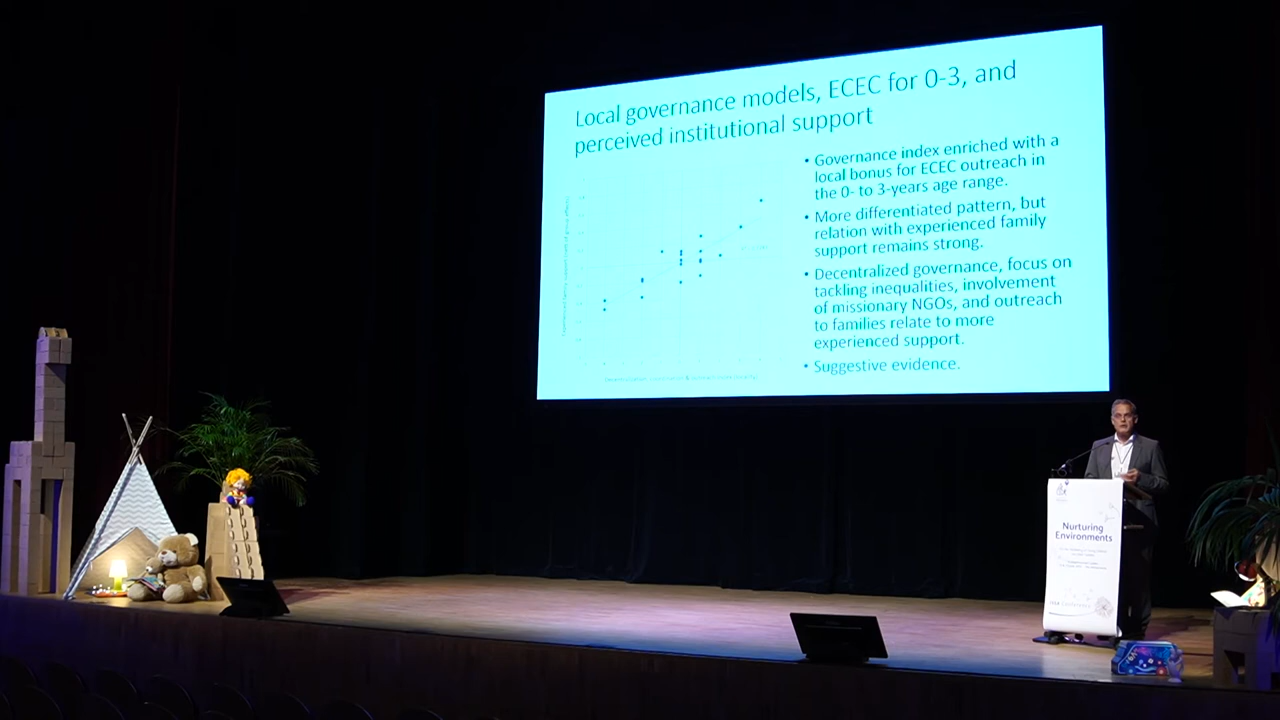 Local governance models, ECEC for 0-3, and
perceived institutional support
• Governance index enriched with a
local bonus for ECEC outreach in
the 0- to 3-years age range.
• More differentiated pattern, but
relation with experienced family
support remains strong.
• Decentralized governance, focus on
tackling inequalities, involvement
of missionary NGOs, and outreach
to families relate to more
experienced support.
• Suggestive evidence.
Nurturing
Environments